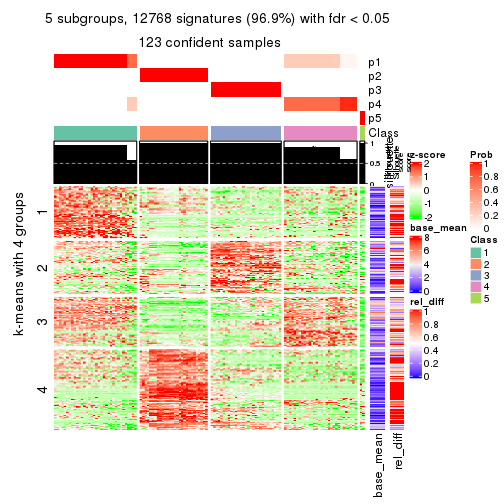 5 subgroups, 12768 signatures (96.9%) with fdr < 0.05
123 confident samples
p1
p2
p3
p4
p5
Class
1
0.5
0
k-means with 4 groups
1
2
3
4
base_mean
rel_diff
z-score
2
1
0
-1
-2
base_mean
8
6
4
2
0
rel_diff
1
0.8
0.6
0.4
0.2
0
Prob
1
0.8
0.6
0.4
0.2
0
Class
1
2
3
4
5